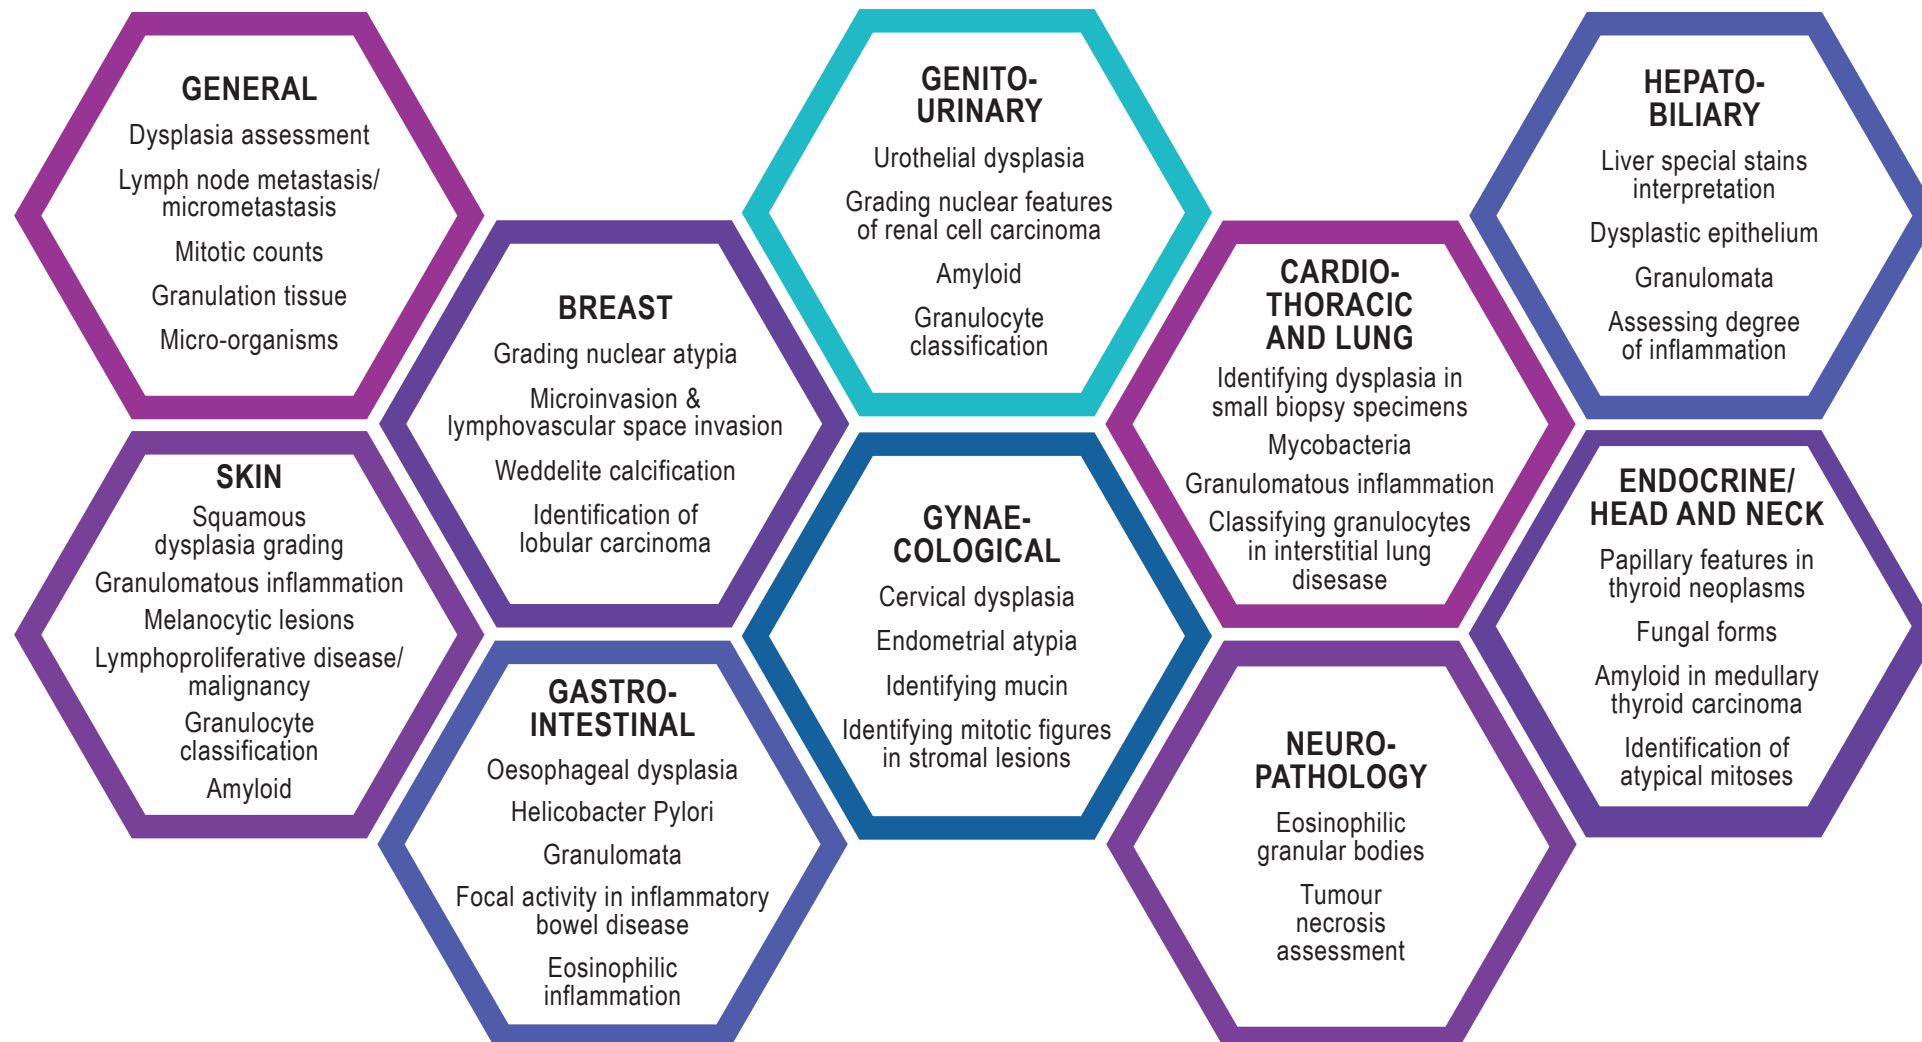 GENERAL
Dysplasia assessment
Lymph node metastasis/
micrometastasis
Mitotic counts
Granulation tissue
Micro-organisms
GENITO-
URINARY
Urothelial dysplasia
Grading nuclear features
of renal cell carcinoma
Amyloid
Granulocyte
classification
HEPATO-
BILIARY
Liver special stains
interpretation
Dysplastic epithelium
Granulomata
Assessing degree
of inflammation
BREAST
Grading nuclear atypia
Microinvasion &
lymphovascular space invasion
Weddelite calcification
Identification of
lobular carcinoma
CARDIO-
THORACIC
AND LUNG
Identifying dysplasia in
small biopsy specimens
Mycobacteria
Granulomatous inflammation
Classifying granulocytes
in interstitial lung
disesase
SKIN
Squamous
dysplasia grading
Granulomatous inflammation
Melanocytic lesions
Lymphoproliferative disease/
malignancy
Granulocyte
classification
Amyloid
GYNAE-
COLOGICAL
Cervical dysplasia
Endometrial atypia
Identifying mucin
Identifying mitotic figures
in stromal lesions
ENDOCRINE/
HEAD AND NECK
Papillary features in
thyroid neoplasms
Fungal forms
Amyloid in medullary
thyroid carcinoma
Identification of
atypical mitoses
GASTRO-
INTESTINAL
Oesophageal dysplasia
Helicobacter Pylori
Granulomata
Focal activity in inflammatory
bowel disease
Eosinophilic
inflammation
NEURO-
PATHOLOGY
Eosinophilic
granular bodies
Tumour
necrosis
assessment